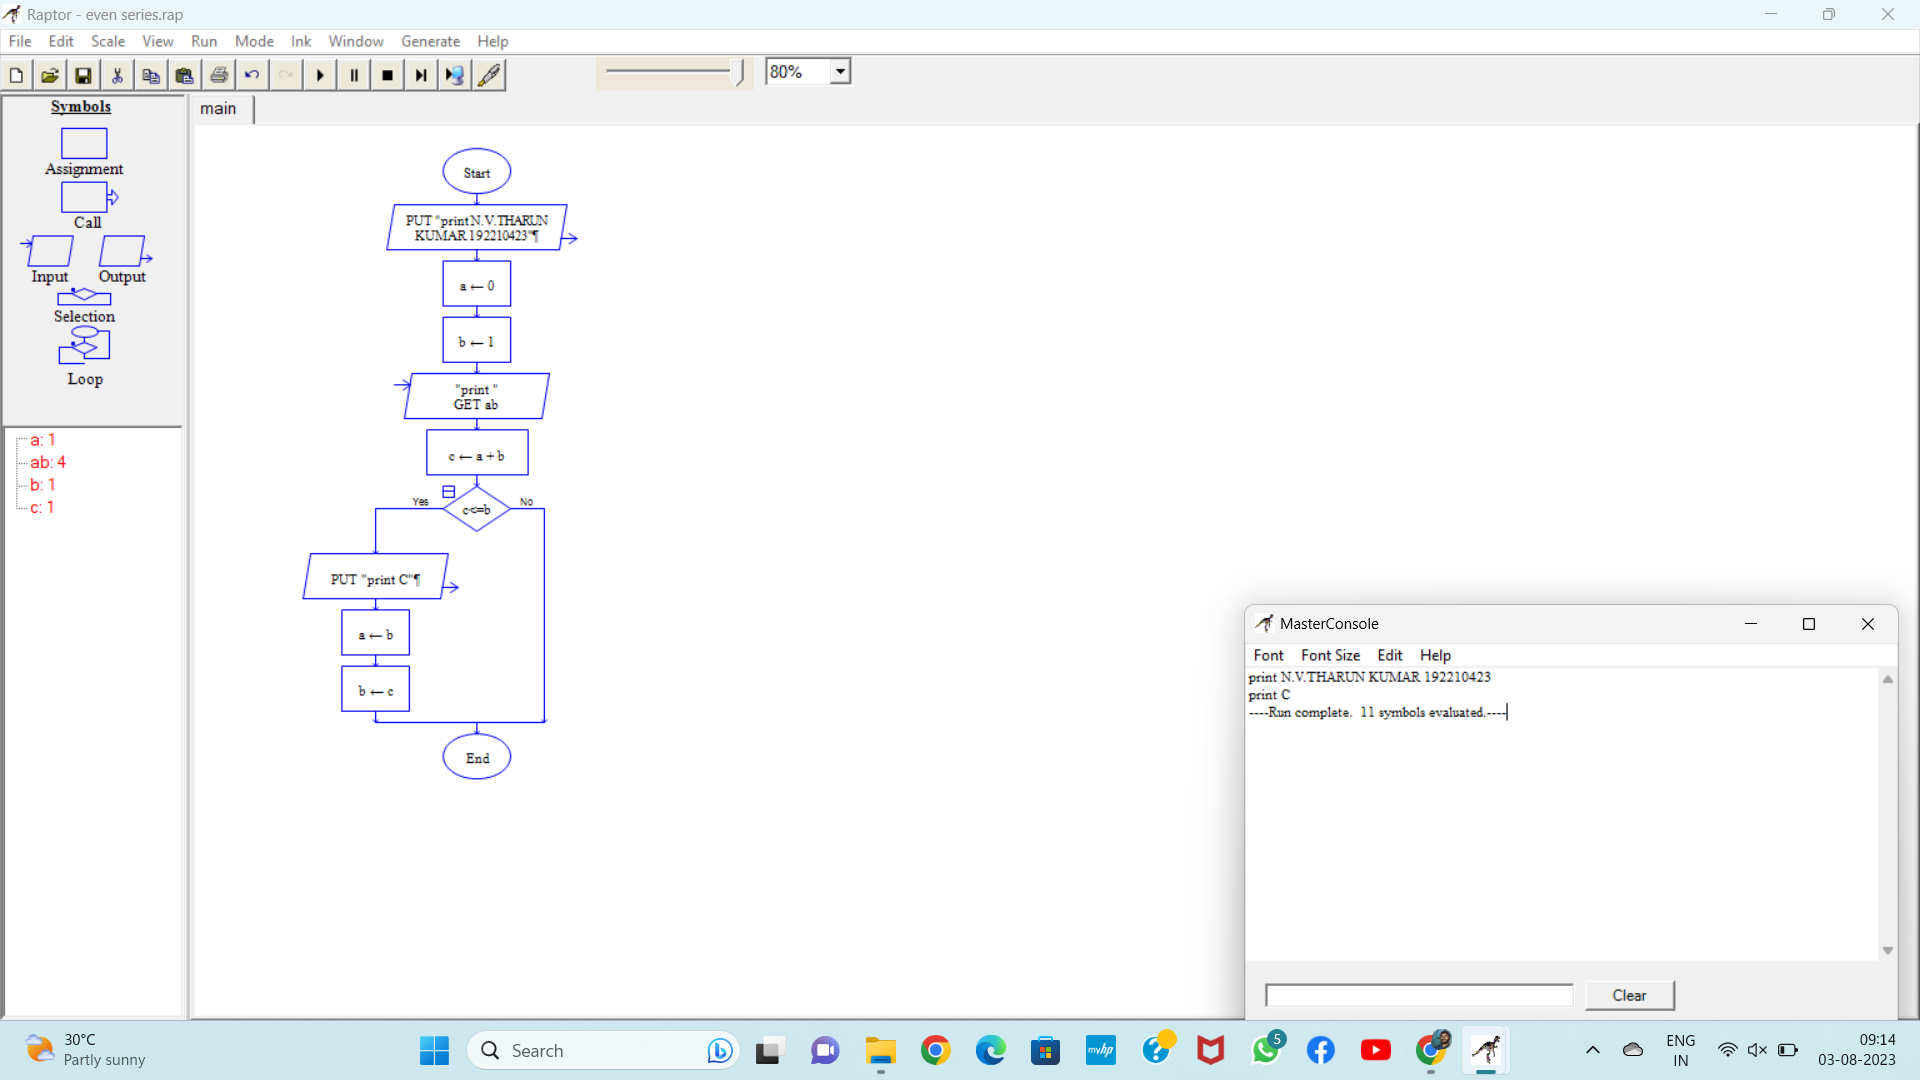 Raptor - even series.rap
File Edit Scale View Run Mode Ink Window Generate Help
80%
Symbols
Assignment
Call
Input Output
Selection
Loop
a: 1
ab: 4
b: 1
c: 1
main
Start
PUT "print N.V.THARUN
KUMAR 192210423"¶
a ← 0
b ← 1
"print "
GET ab
c ← a + b
Yes No
c<=b
PUT "print C"¶
a ← b
b ← c
End
MasterConsole
Font Font Size Edit Help
print N.V.THARUN KUMAR 192210423
print C
----Run complete. 11 symbols evaluated.----
Clear
30°C
Partly sunny
Search
myhp
5
ENG
IN
09:14
03-08-2023